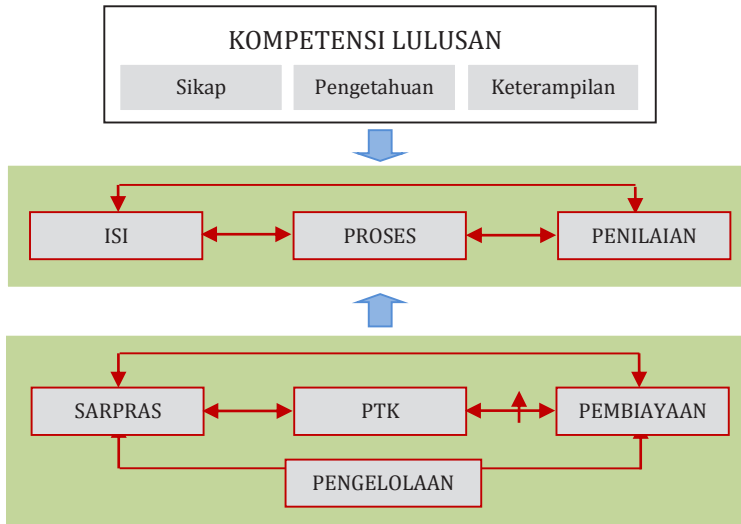 KOMPETENSI LULUSAN
Sikap
Pengetahuan
Keterampilan
ISI
PROSES
PENILAIAN
SARPRAS
PTK
PEMBIAYAAN
PENGELOLAAN